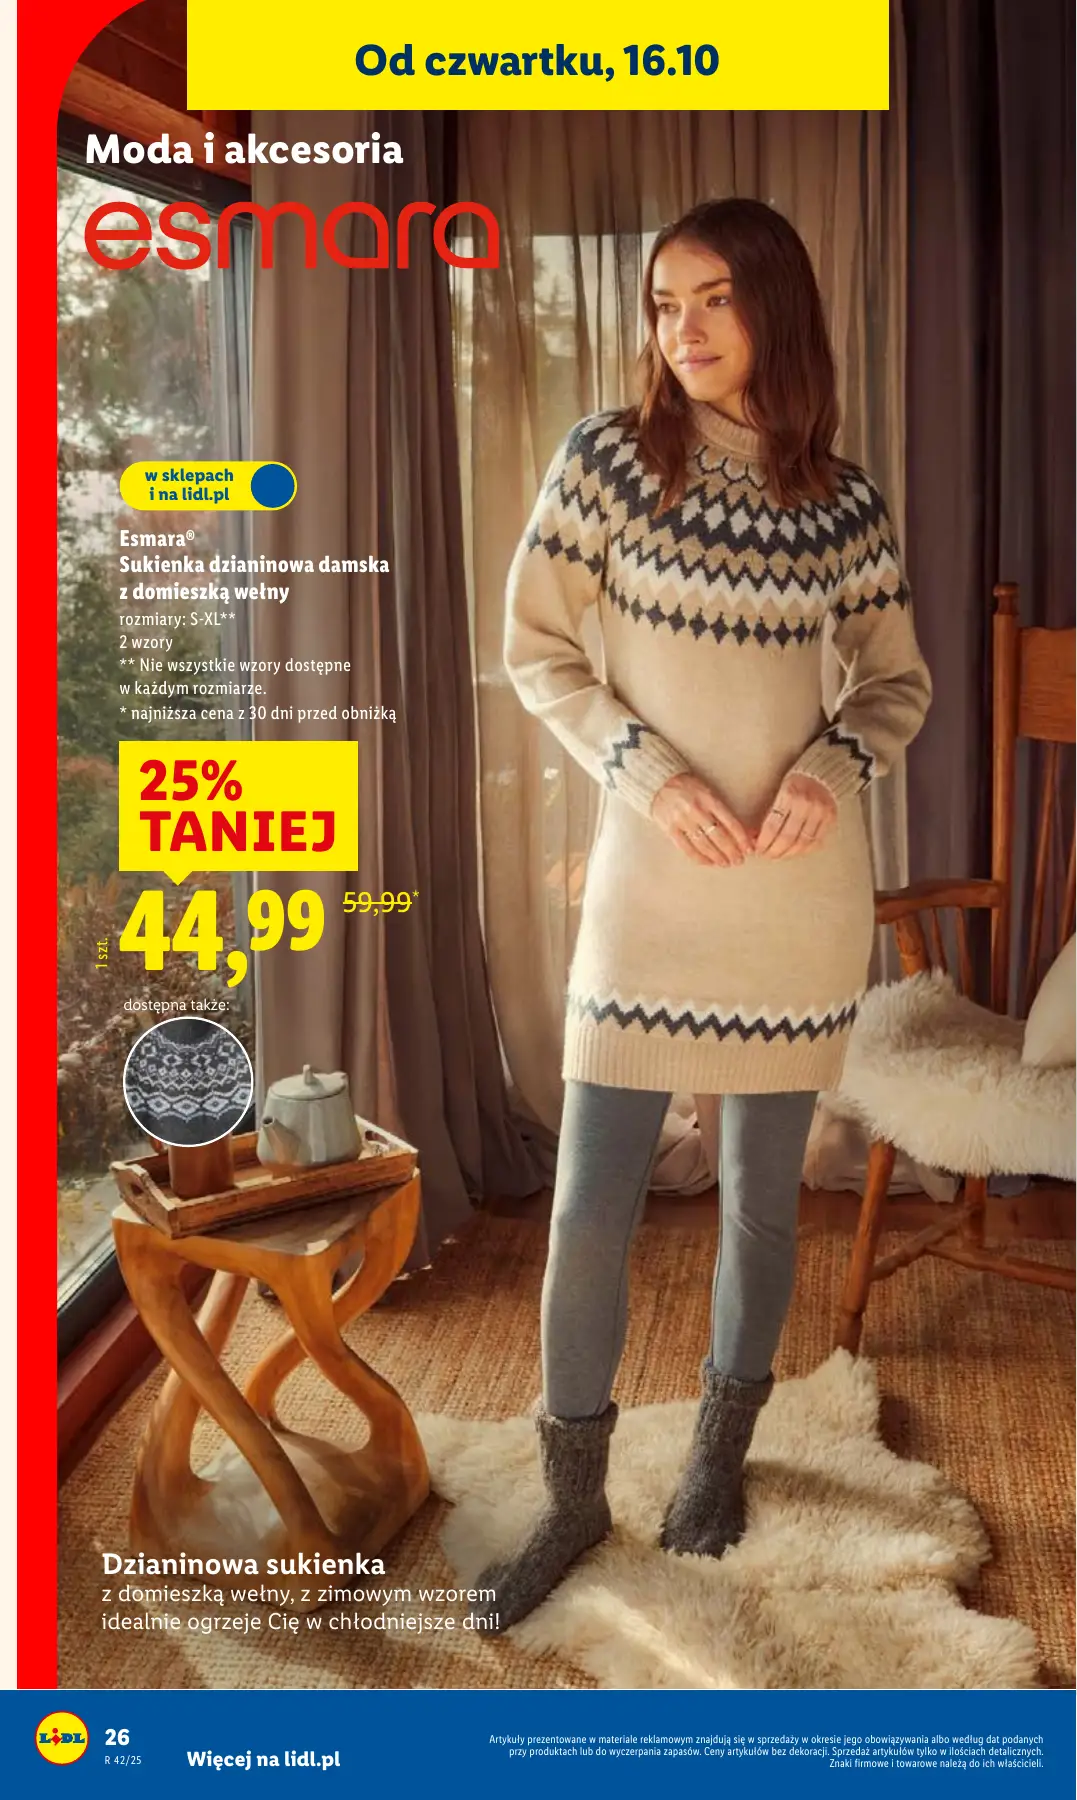 Od czwartku, 16.10
Moda i akcesoria
esmara
w sklepach
i na lidl.pl
Esmara®
Sukienka dzianinowa damska
z domieszką wełny
rozmiary: S-XL**
2 wzory
** Nie wszystkie wzory dostępne
w każdym rozmiarze.
* najniższa cena z 30 dni przed obniżką
25%
TANIEJ
1 szt.
44,99
59,99*
dostępna także:
Dzianinowa sukienka
z domieszką wełny, z zimowym wzorem
idealnie ogrzeje Cię w chłodniejsze dni!
LIDL
26
R 42/25
Więcej na lidl.pl
Artykuły prezentowane w materiale reklamowym znajdują się w sprzedaży w okresie jego obowiązywania albo według dat podanych
przy produktach lub do wyczerpania zapasów. Ceny artykułów bez dekoracji. Sprzedaż artykułów tylko w ilościach detalicznych.
Znaki firmowe i towarowe należą do ich właścicieli.